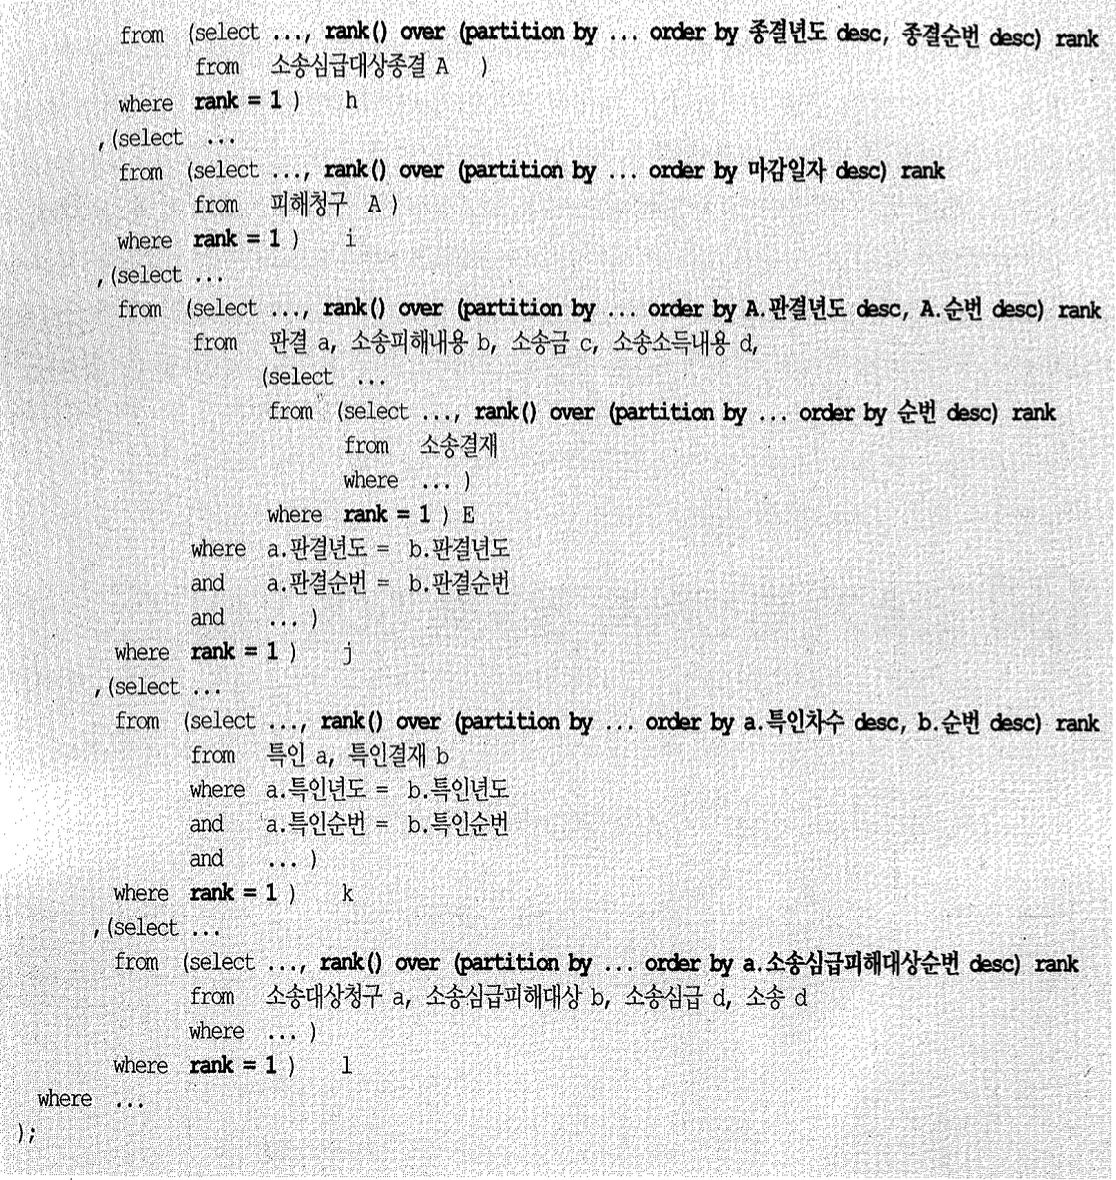 from (select ..., rank() over (partition by ... order by 종결년도 desc, 종결순번 desc) rank
from 소송심급대상종결 A )
where rank = 1 ) h
,(select ...
from (select ..., rank() over (partition by ... order by 마감일자 desc) rank
from 피해청구 A )
where rank = 1 ) i
,(select ...
from (select ..., rank() over (partition by ... order by A.판결년도 desc, A.순번 desc) rank
from 판결 a, 소송피해내용 b, 소송금 c, 소송소득내용 d,
(select ...
from (select ..., rank() over (partition by ... order by 순번 desc) rank
from 소송결재
where ... )
where rank = 1 ) E
where a.판결년도 = b.판결년도
and a.판결순번 = b.판결순번
and ... )
where rank = 1 ) j
,(select ...
from (select ..., rank() over (partition by ... order by a.특인차수 desc, b.순번 desc) rank
from 특인 a, 특인결재 b
where a.특인년도 = b.특인년도
and a.특인순번 = b.특인순번
and ... )
where rank = 1 ) k
,(select ...
from (select ..., rank() over (partition by ... order by a.소송심급피해대상순번 desc) rank
from 소송대상청구 a, 소송심급피해대상 b, 소송심급 d, 소송 d
where ... )
where rank = 1 ) l
where ...
);